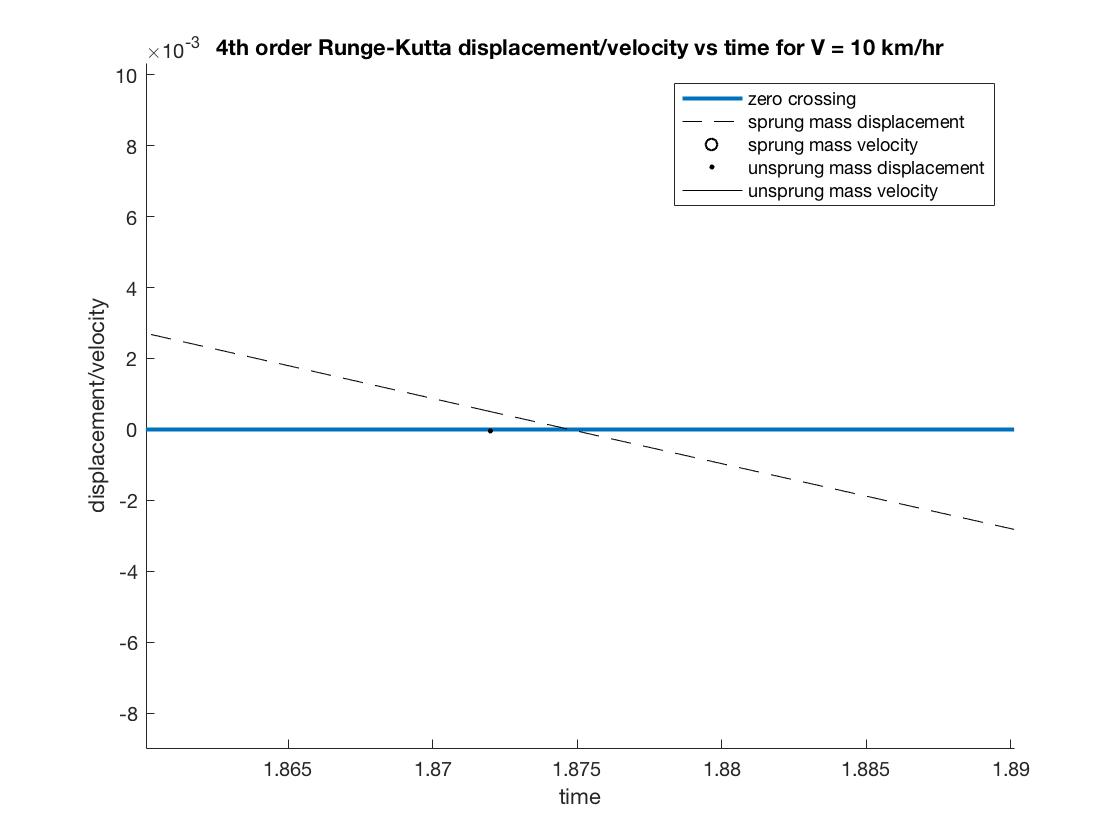 ×10⁻³
4th order Runge-Kutta displacement/velocity vs time for V = 10 km/hr
zero crossing
sprung mass displacement
sprung mass velocity
unsprung mass displacement
unsprung mass velocity
displacement/velocity
10
8
6
4
2
0
-2
-4
-6
-8
1.865
1.87
1.875
1.88
1.885
1.89
time